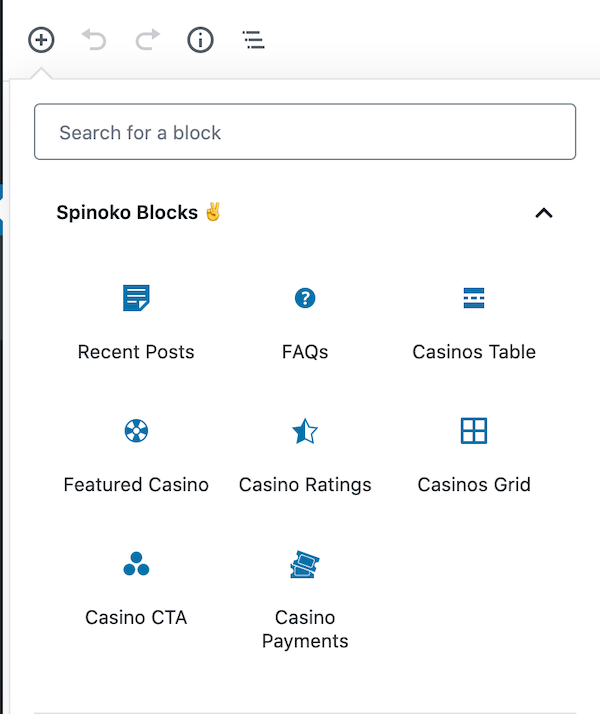 Search for a block
Spinoko Blocks ✌️
Recent Posts
FAQs
Casinos Table
Featured Casino
Casino Ratings
Casinos Grid
Casino CTA
Casino
Payments